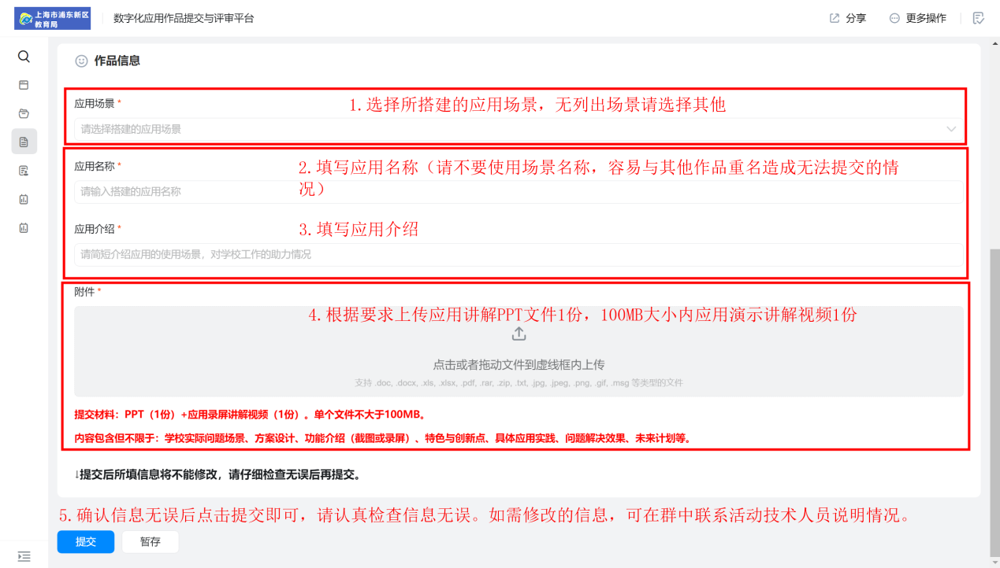 上海市浦东新区
教育局
数字化应用作品提交与评审平台
分享
更多操作
作品信息
应用场景 *
1.选择所搭建的应用场景，无列出场景请选择其他
请选择搭建的应用场景
应用名称 *
2.填写应用名称（请不要使用场景名称，容易与其他作品重名造成无法提交的情
况）
请输入搭建的应用名称
应用介绍 *
3.填写应用介绍
请简短介绍应用的使用场景，对学校工作的助力情况
附件 *
4.根据要求上传应用讲解PPT文件1份，100MB大小内应用演示讲解视频1份
点击或者拖动文件到虚线框内上传
支持 .doc, .docx, .xls, .xlsx, .pdf, .rar, .zip, .txt, .jpg, .jpeg, .png, .gif, .msg 等类型的文件
提交材料：PPT（1份）+应用录屏讲解视频（1份）。单个文件不大于100MB。
内容包含但不限于：学校实际问题场景、方案设计、功能介绍（截图或录屏）、特色与创新点、具体应用实践、问题解决效果、未来计划等。
↓提交后所填信息将不能修改，请仔细检查无误后再提交。
5.确认信息无误后点击提交即可，请认真检查信息无误。如需修改的信息，可在群中联系活动技术人员说明情况。
提交
暂存